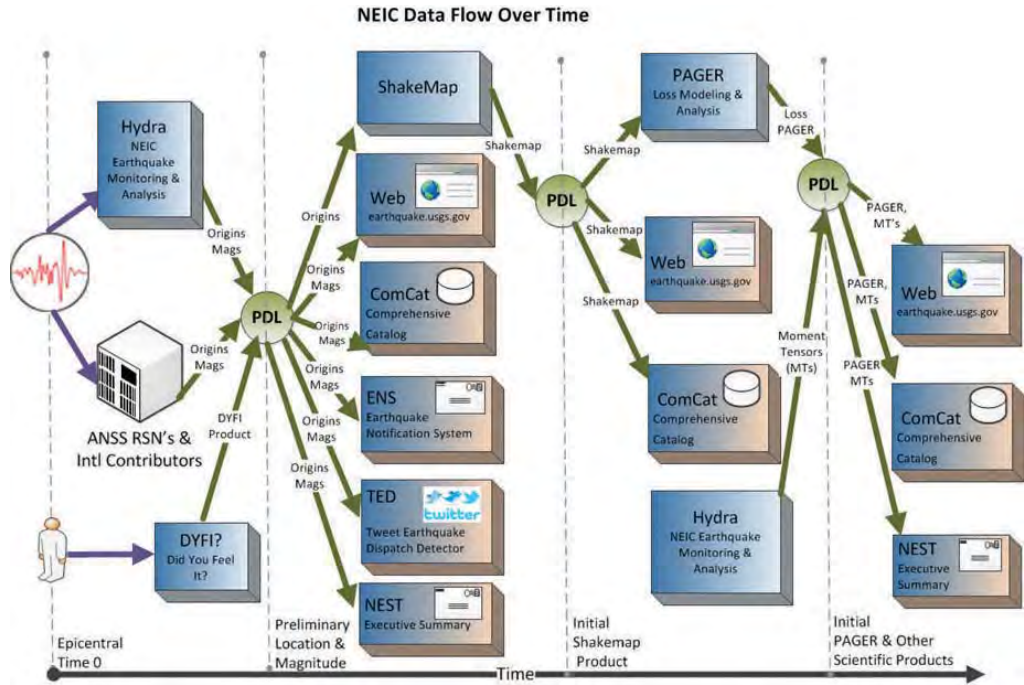 NEIC Data Flow Over Time
Hydra
NEIC
Earthquake
Monitoring &
Analysis
Origins
Mags
ANSS RSN's &
Intl Contributors
Origins
Mags
DYFI?
Did You Feel
It?
DYFI
Product
PDL
Origins
Origins
Mags
Origins
Mags
Origins
Mags
Origins
Mags
Origins
Mags
ShakeMap
Web
earthquake.usgs.gov
ComCat
Comprehensive
Catalog
ENS
Earthquake
Notification System
TED
twitter
Tweet Earthquake
Dispatch Detector
NEST
Executive Summary
Shakemap
PDL
Shakemap
Shakemap
Shakemap
PAGER
Loss Modeling &
Analysis
Web
earthquake.usgs.gov
ComCat
Comprehensive
Catalog
Hydra
NEIC Earthquake
Monitoring &
Analysis
Loss
PAGER
Moment
Tensors
(MTs)
PDL
PAGER,
MT's
PAGER,
MTs
PAGER
MTs
Web
earthquake.usgs.gov
ComCat
Comprehensive
Catalog
NEST
Executive
Summary
Epicentral
Time 0
Preliminary
Location &
Magnitude
Initial
Shakemap
Product
Initial
PAGER & Other
Scientific Products
Time